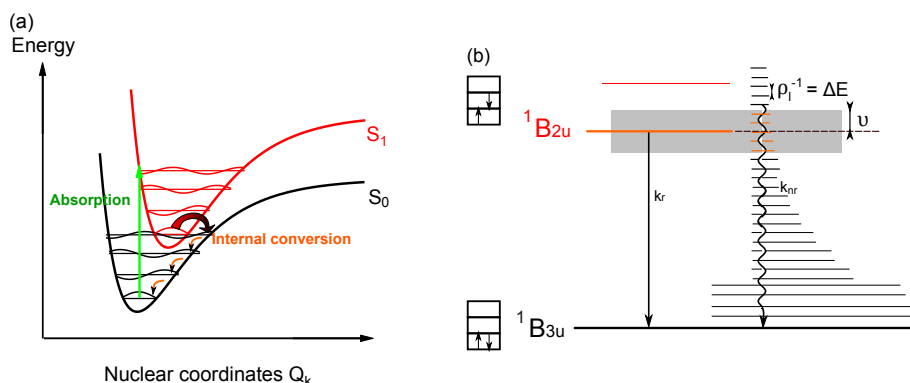 (a)
Energy
S₁
S₀
Absorption
Internal conversion
Nuclear coordinates Qₖ
(b)
ρₗ⁻¹ = ΔE
¹B₂ᵤ
υ
kᵣ
kₙᵣ
¹B₃ᵤ